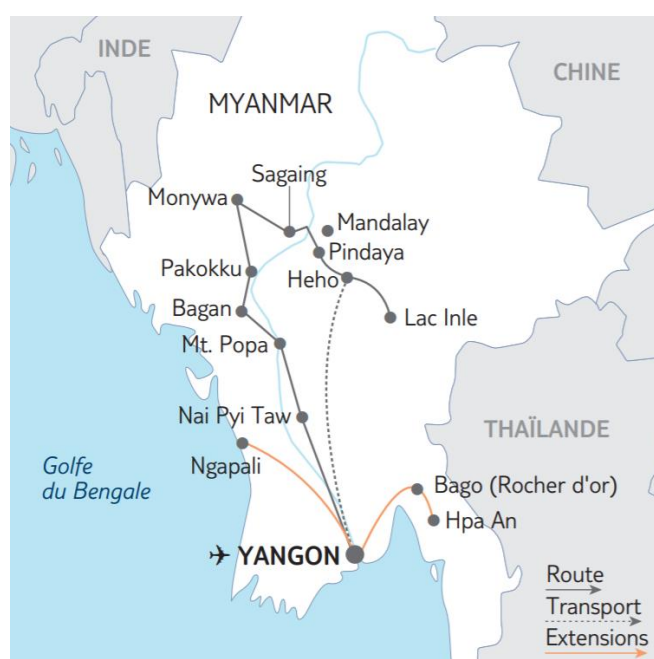 INDE
CHINE
MYANMAR
Sagaing
Monywa
Mandalay
Pindaya
Pakokku
Heho
Bagan
Lac Inle
Mt. Popa
Nai Pyi Taw
THAÏLANDE
Ngapali
Golfe
du Bengale
Bago (Rocher d'or)
Hpa An
YANGON
Route
Transport
Extensions